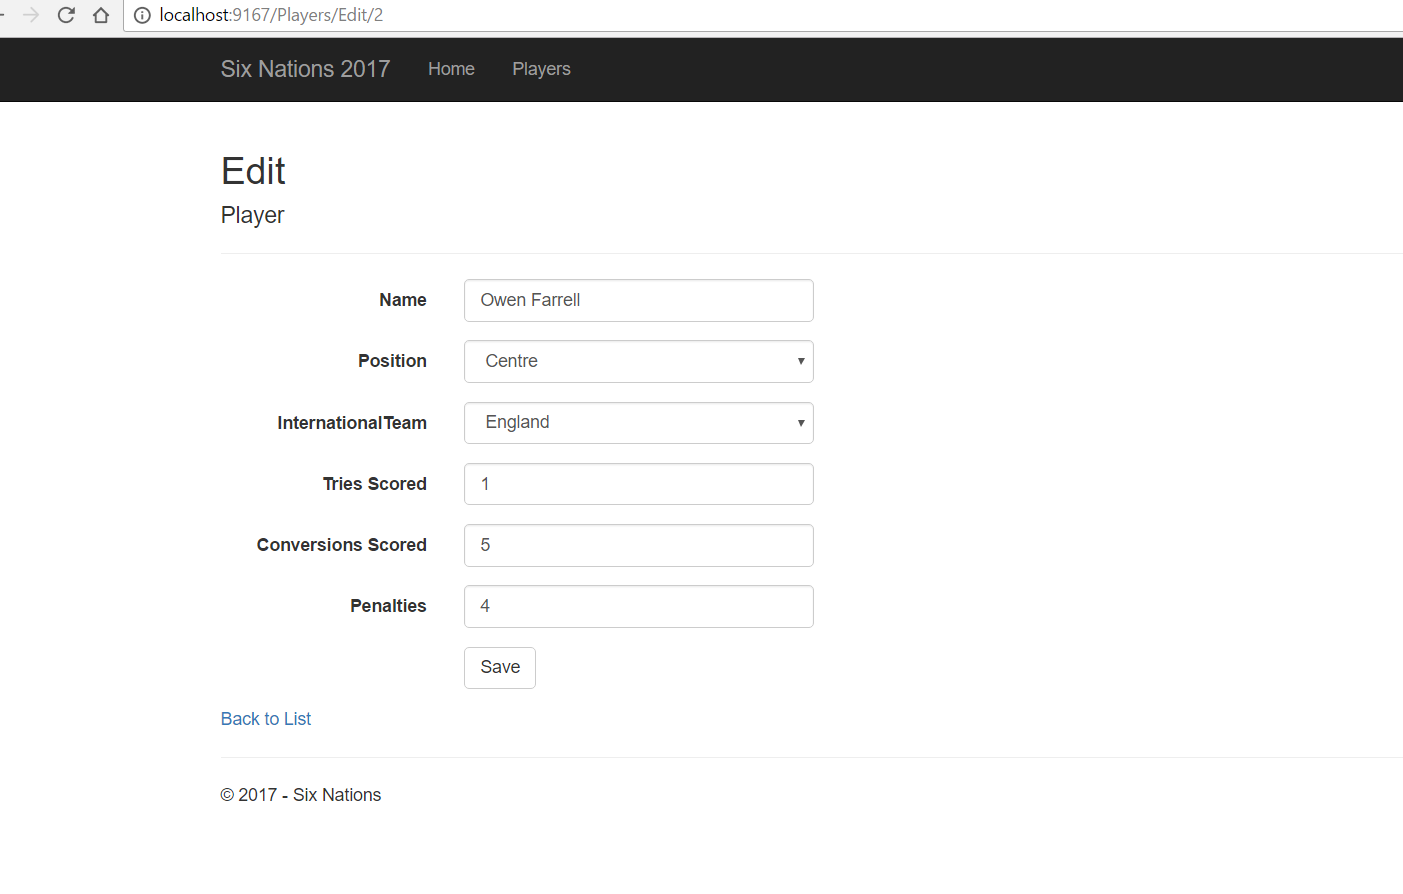 localhost:9167/Players/Edit/2
Six Nations 2017 Home Players
Edit
Player
Name Owen Farrell
Position Centre
InternationalTeam England
Tries Scored 1
Conversions Scored 5
Penalties 4
Save
Back to List
© 2017 - Six Nations